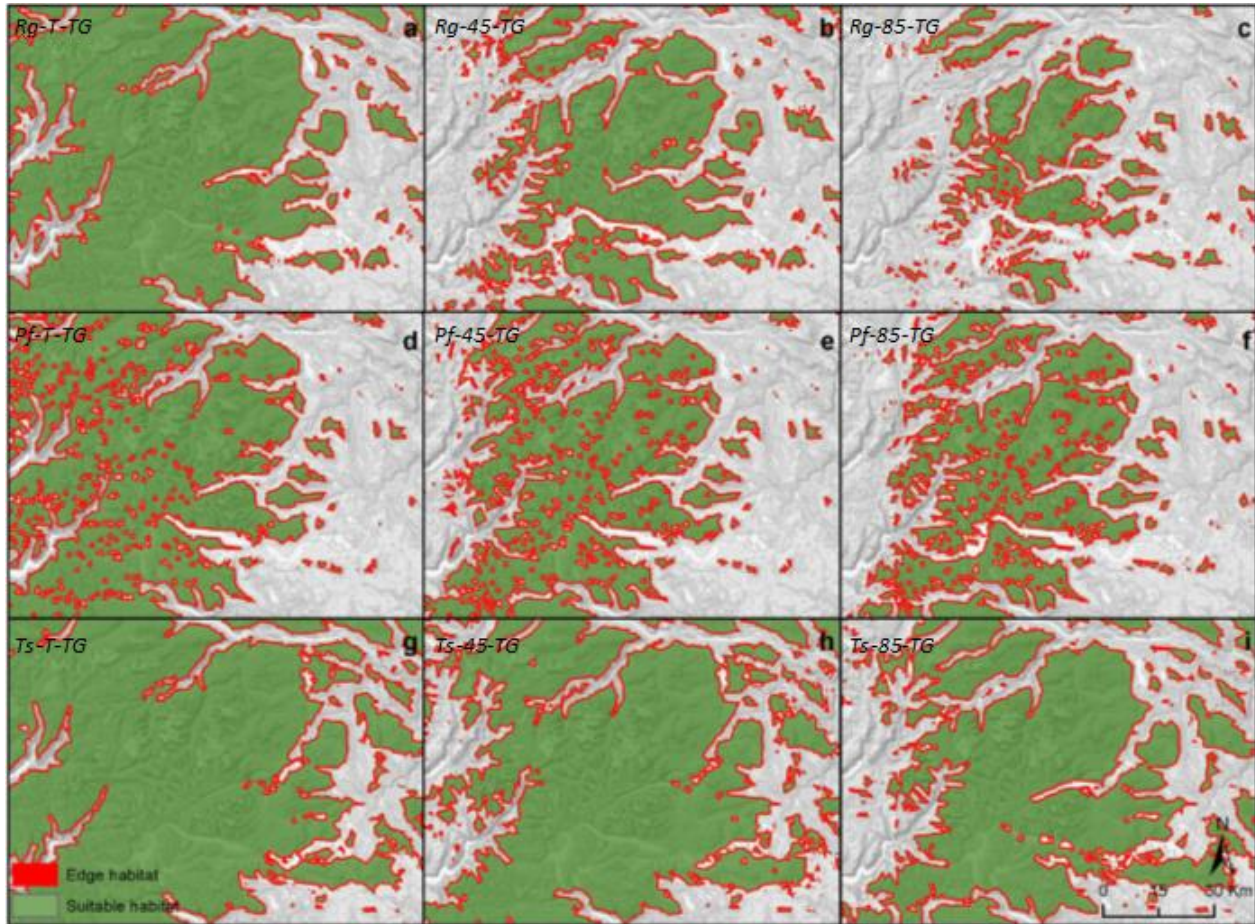 Rg-T-TG a
Rg-45-TG b
Rg-85-TG c
Pf-T-TG d
Pf-45-TG e
Pf-85-TG f
Ts-T-TG g
Ts-45-TG h
Ts-85-TG i
Edge habitat
Suitable habitat
N
0 15 30 Km